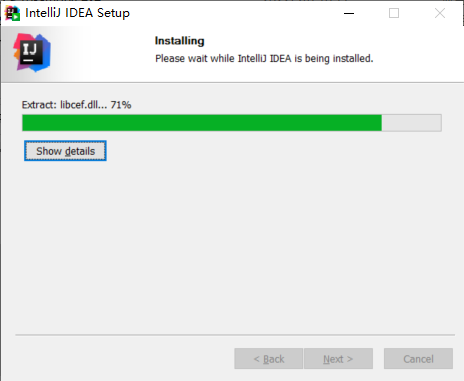 IntelliJ IDEA Setup
IJ
Installing
Please wait while IntelliJ IDEA is being installed.
Extract: libcef.dll... 71%
Show details
< Back
Next >
Cancel